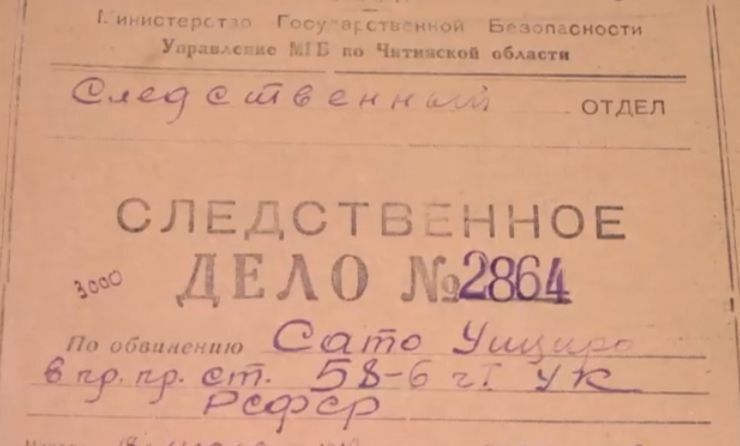 Министерство Государственной Безопасности
Управление МГБ по Читинской области
Следственный ОТДЕЛ
СЛЕДСТВЕННОЕ
3000
ДЕЛО №2864
По обвинению Сато Уициро
в пр. пр. ст. 58-6 ч I УК
РСФСР